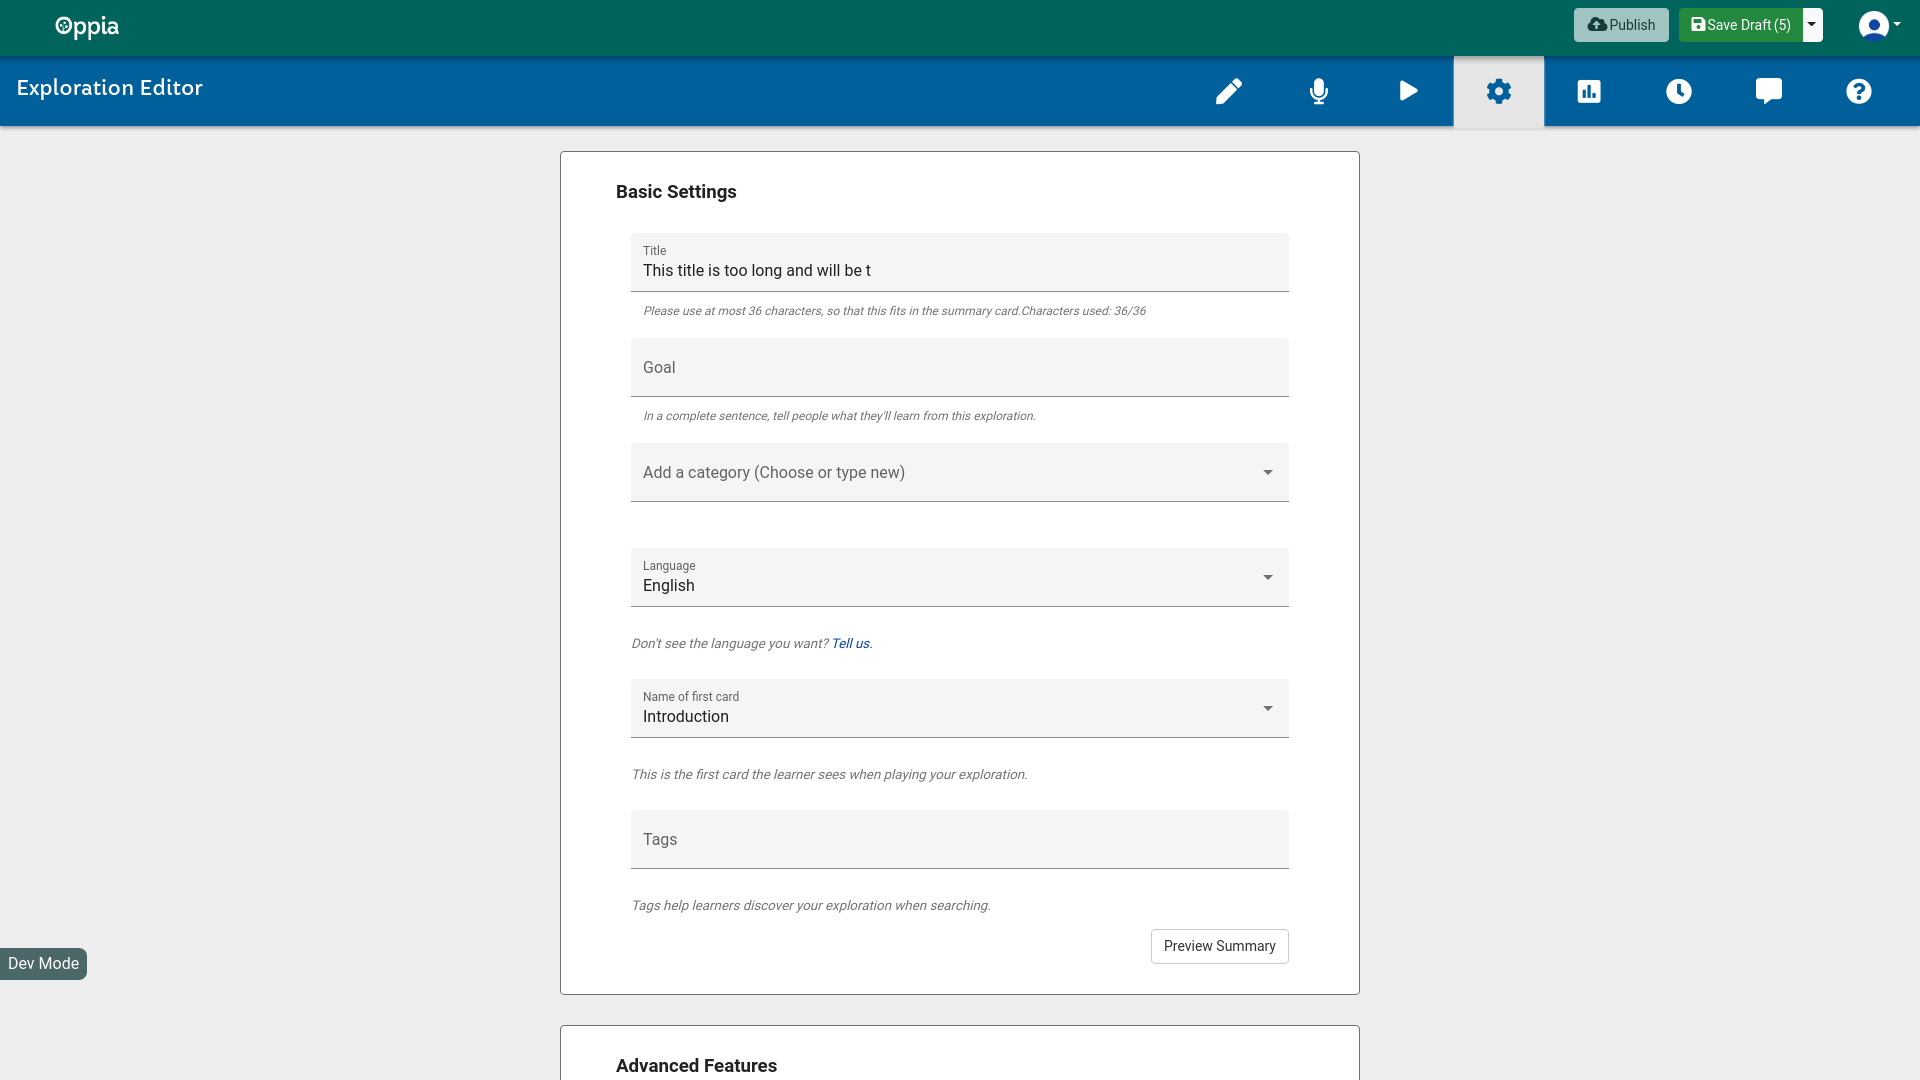 Oppia
Publish
Save Draft (5)
Exploration Editor
Basic Settings
Title
This title is too long and will be t
Please use at most 36 characters, so that this fits in the summary card.Characters used: 36/36
Goal
In a complete sentence, tell people what they'll learn from this exploration.
Add a category (Choose or type new)
Language
English
Don't see the language you want? Tell us.
Name of first card
Introduction
This is the first card the learner sees when playing your exploration.
Tags
Tags help learners discover your exploration when searching.
Preview Summary
Dev Mode
Advanced Features